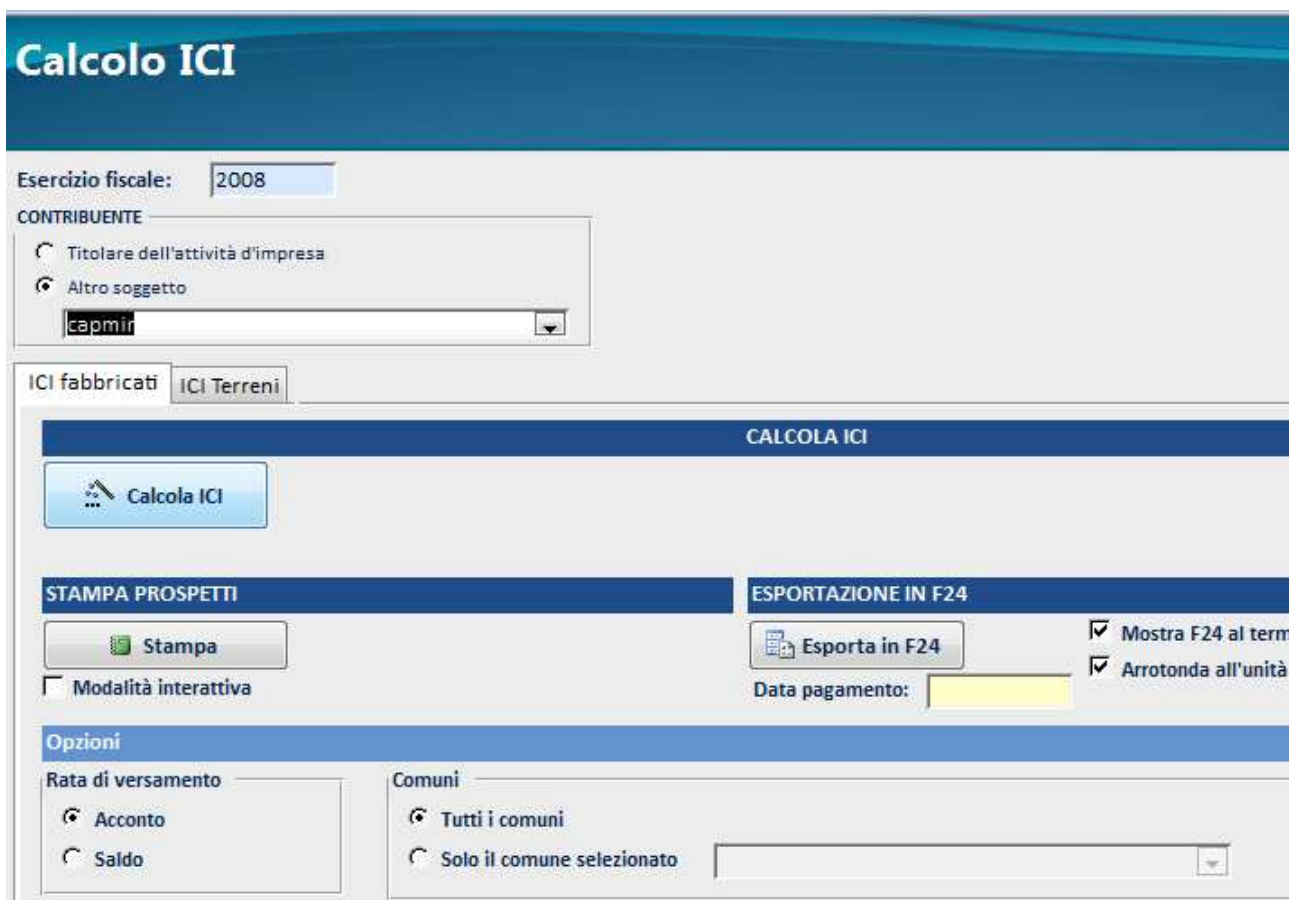 Calcolo ICI
Esercizio fiscale: 2008
CONTRIBUENTE
Titolare dell'attività d'impresa
Altro soggetto
capmir
ICI fabbricati ICI Terreni
CALCOLA ICI
Calcola ICI
STAMPA PROSPETTI ESPORTAZIONE IN F24
Stampa Esporta in F24 Mostra F24 al term
Modalità interattiva Data pagamento: Arrotonda all'unità
Opzioni
Rata di versamento Comuni
Acconto Tutti i comuni
Saldo Solo il comune selezionato